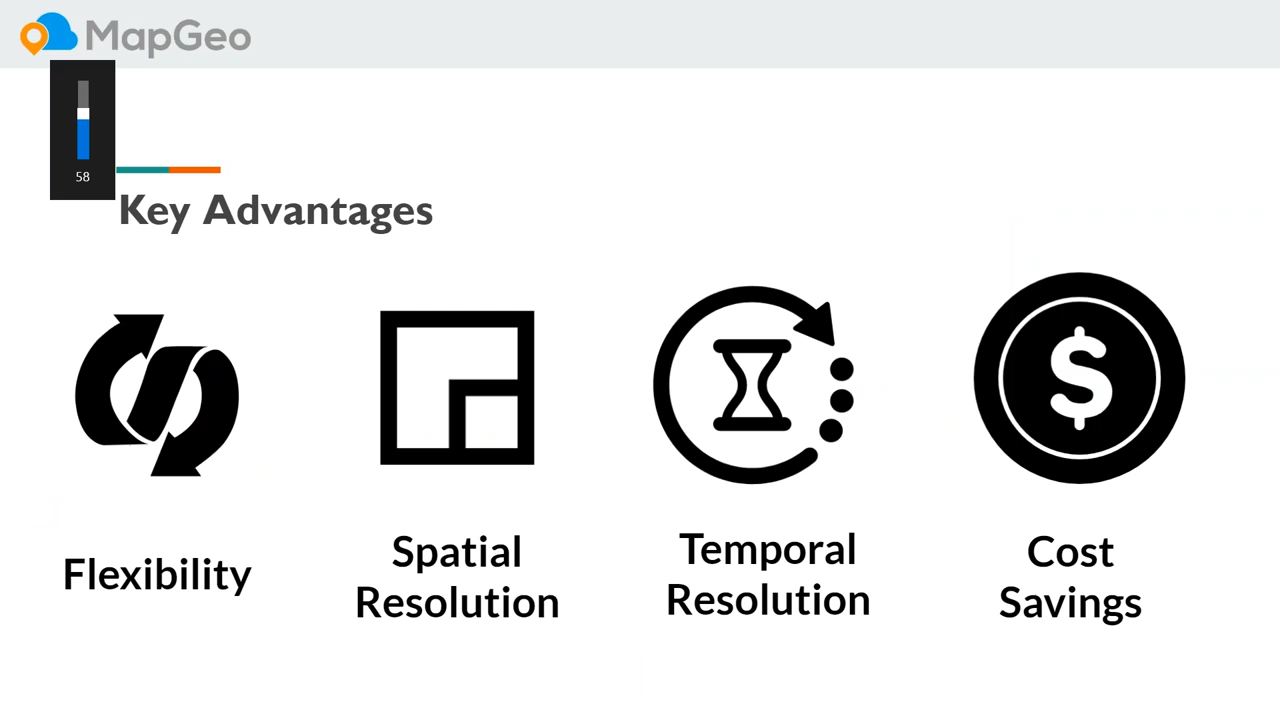 MapGeo
58
Key Advantages
Flexibility
Spatial
Resolution
Temporal
Resolution
$
Cost
Savings